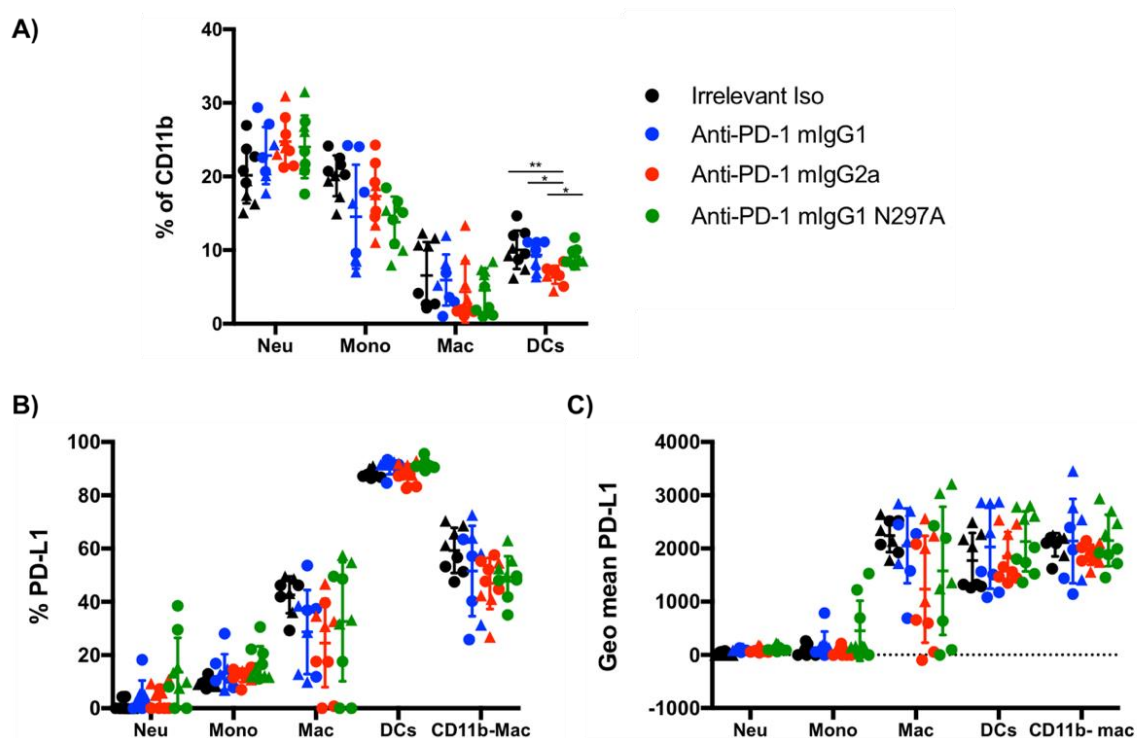 A)
% of CD11b
40
30
20
10
0
**
*
*
Neu Mono Mac DCs
Irrelevant Iso
Anti-PD-1 mIgG1
Anti-PD-1 mIgG2a
Anti-PD-1 mIgG1 N297A
B)
% PD-L1
100
80
60
40
20
0
Neu Mono Mac DCs CD11b-Mac
C)
Geo mean PD-L1
4000
3000
2000
1000
0
-1000
Neu Mono Mac DCs CD11b- mac